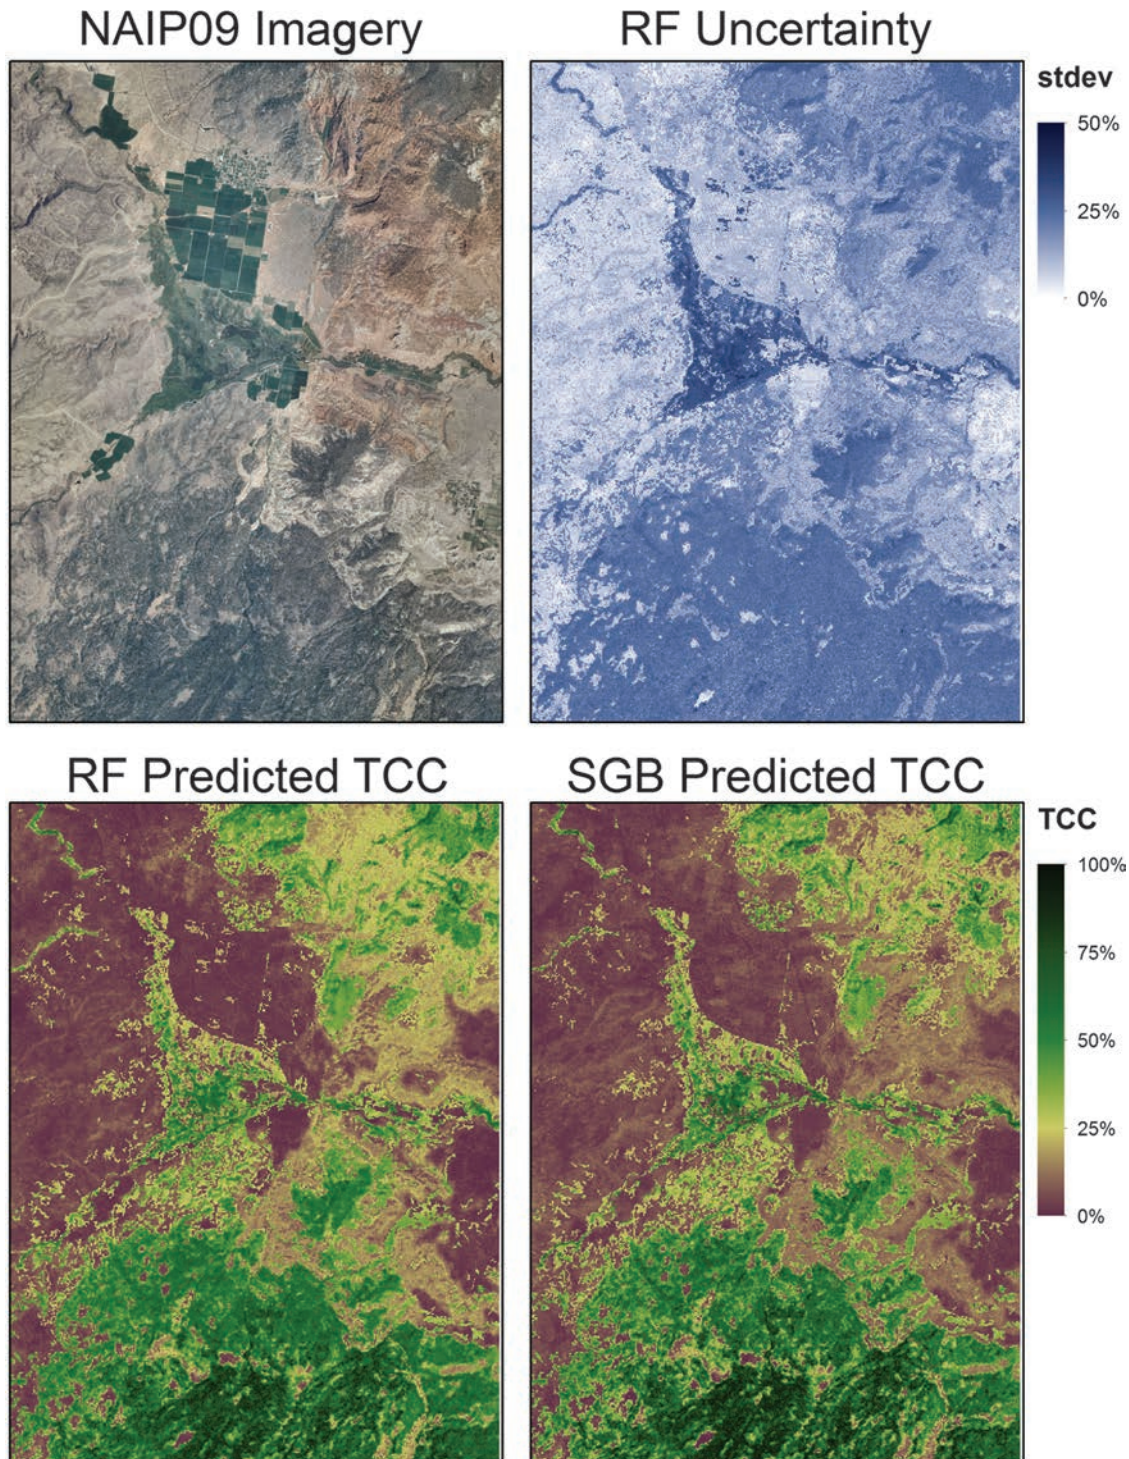 NAIP09 Imagery
RF Uncertainty
stdev
50%
25%
0%
RF Predicted TCC
SGB Predicted TCC
TCC
100%
75%
50%
25%
0%